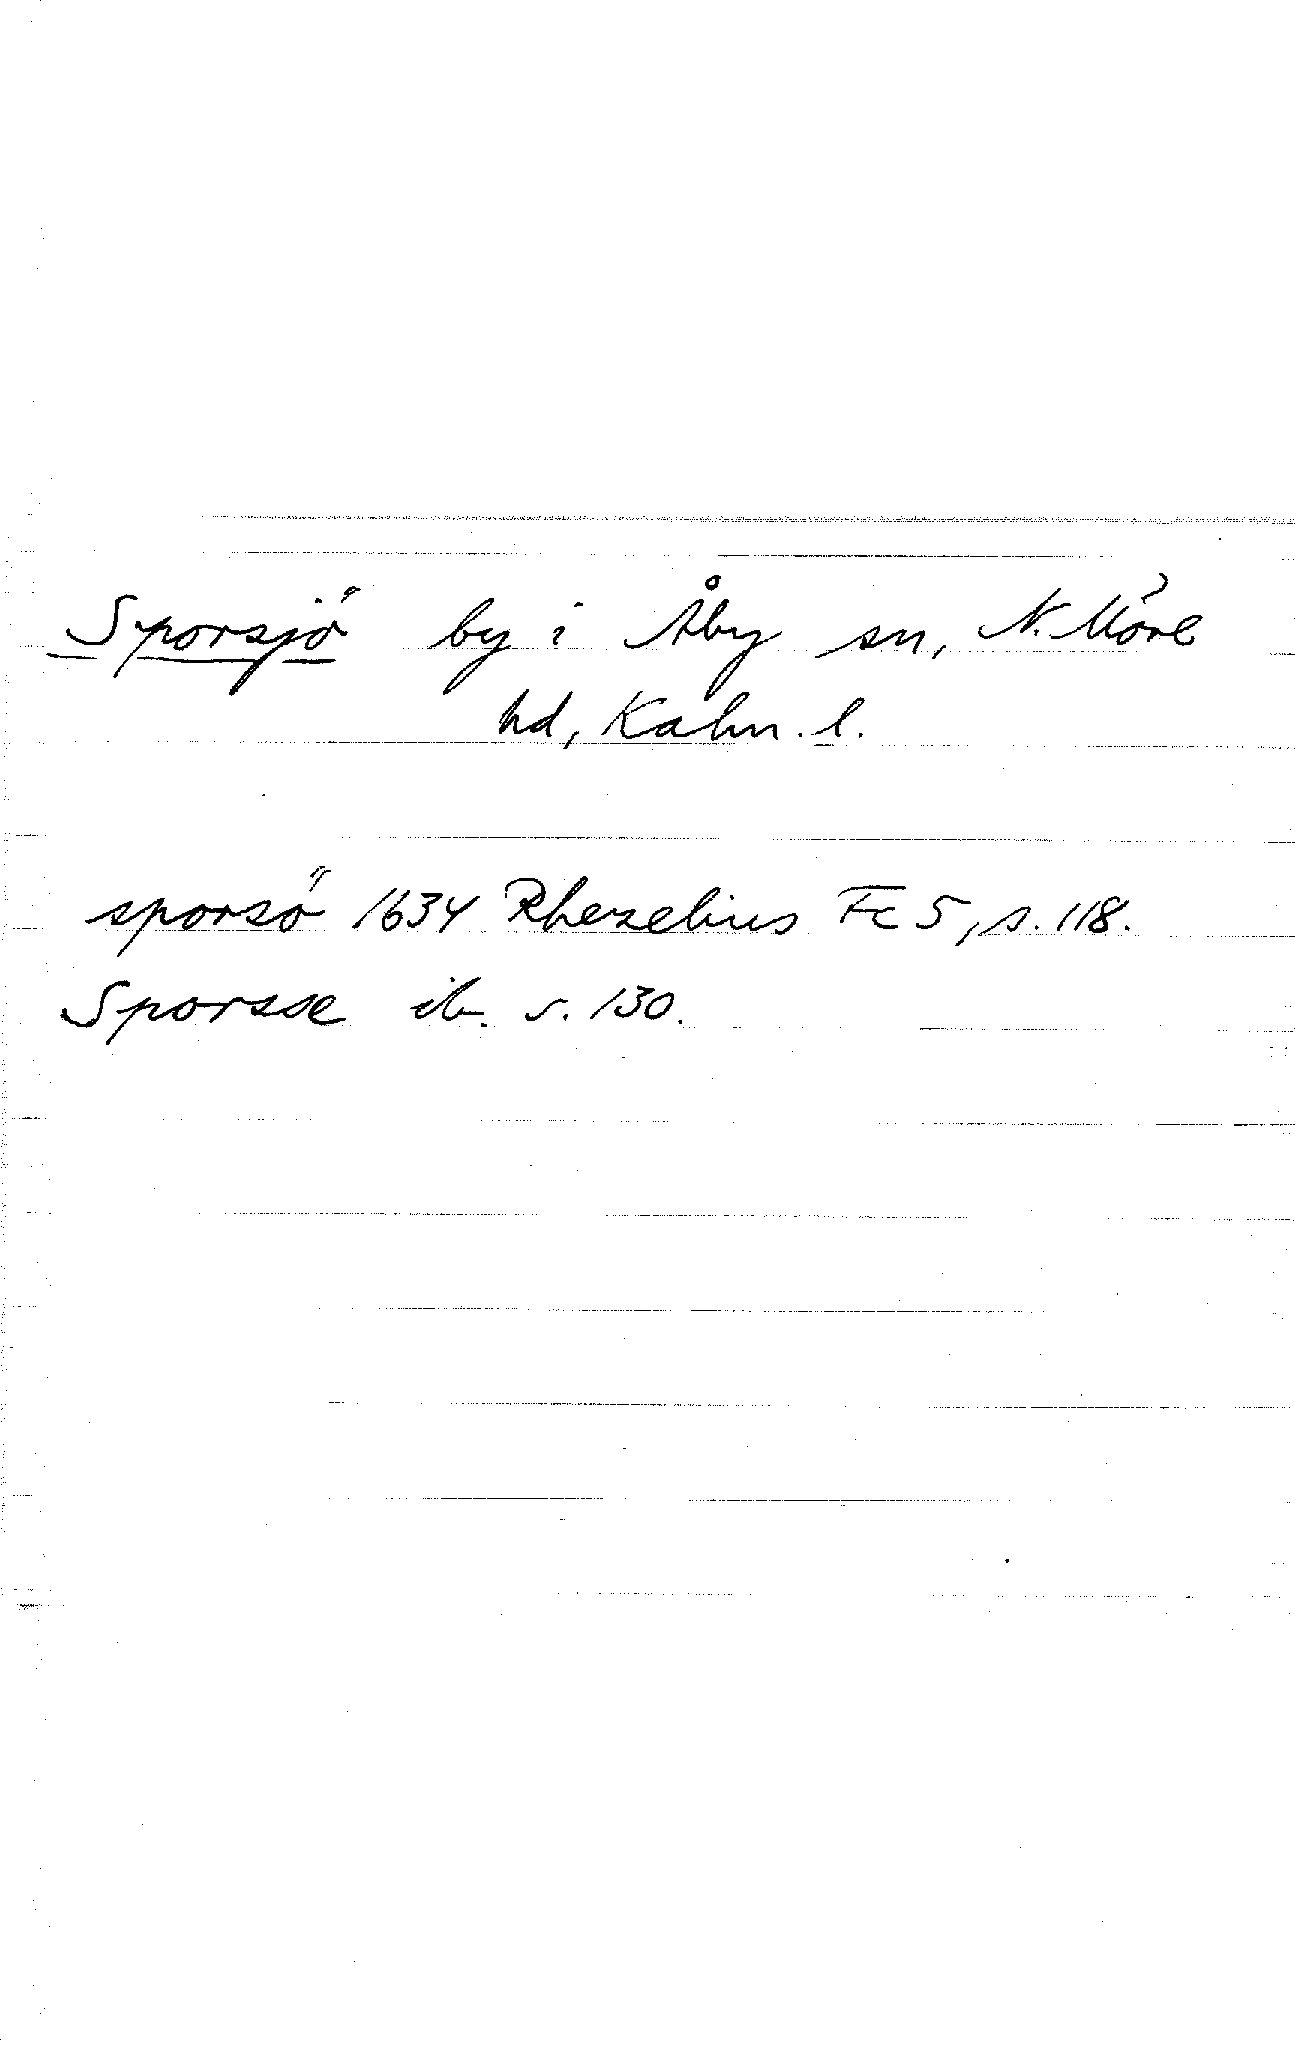 Sporsjö by i Åby sn, N. Möre
hd, Kalm. l.
sporsö 1634 Rhezelius Fc 5, s. 118.
Sporsse ib. s. 130.